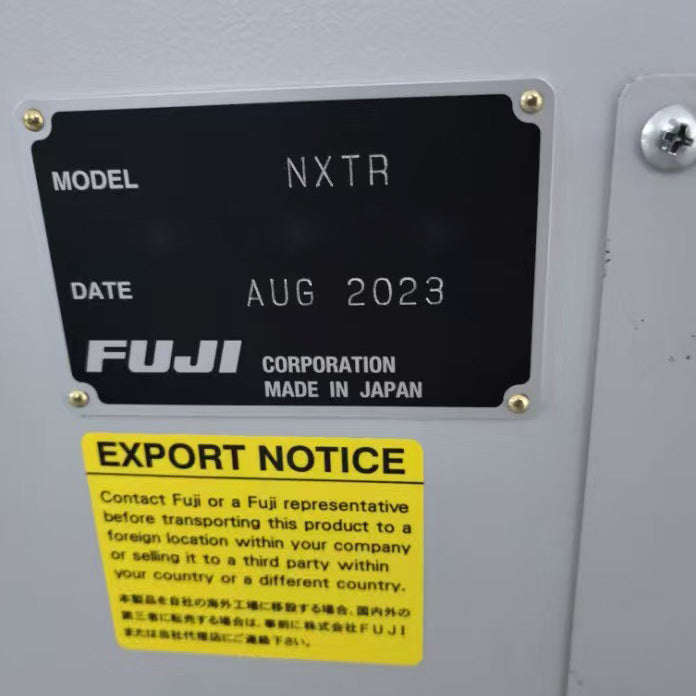 MODEL NXTR
DATE AUG 2023
FUJI CORPORATION
MADE IN JAPAN
EXPORT NOTICE
Contact Fuji or a Fuji representative
before transporting this product to a
foreign location within your company
or selling it to a third party within
your country or a different country.
本製品を自社の海外工場に移設する場合、国内外の
第三者に転売する場合は、事前に株式会社FUJI
または当社代理店にご連絡下さい。